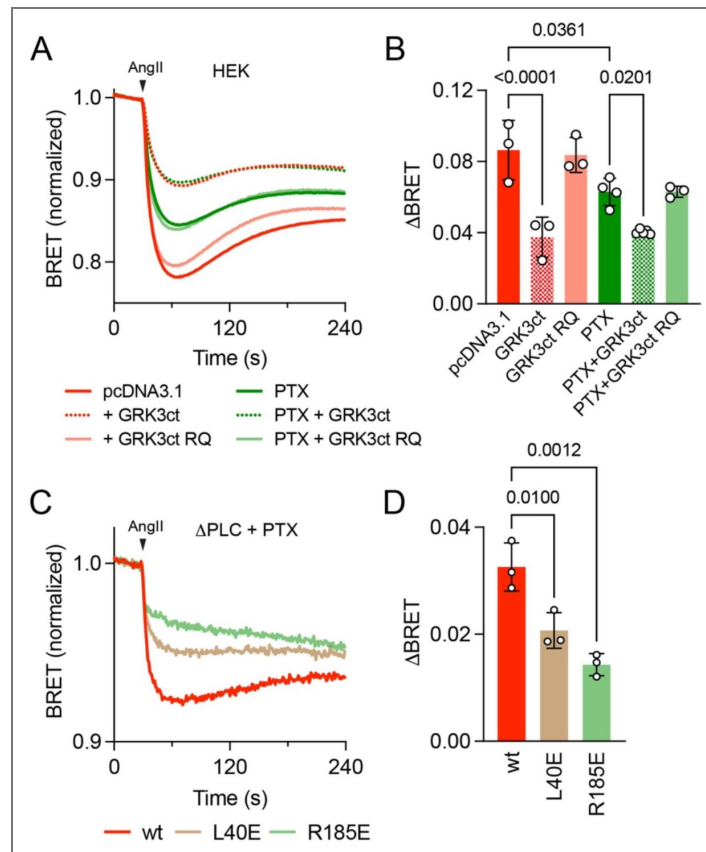 A
AngII
HEK
BRET (normalized)
1.0
0.9
0.8
0
120
240
Time (s)
pcDNA3.1
+ GRK3ct
+ GRK3ct RQ
PTX
PTX + GRK3ct
PTX + GRK3ct RQ
B
0.0361
<0.0001
0.0201
ΔBRET
0.12
0.08
0.04
0.00
pcDNA3.1
GRK3ct
GRK3ct RQ
PTX
PTX+GRK3ct
PTX+GRK3ct RQ
C
AngII
ΔPLC + PTX
BRET (normalized)
1.0
0.9
0
120
240
Time (s)
wt
L40E
R185E
D
0.0012
0.0100
ΔBRET
0.04
0.02
0.00
wt
L40E
R185E